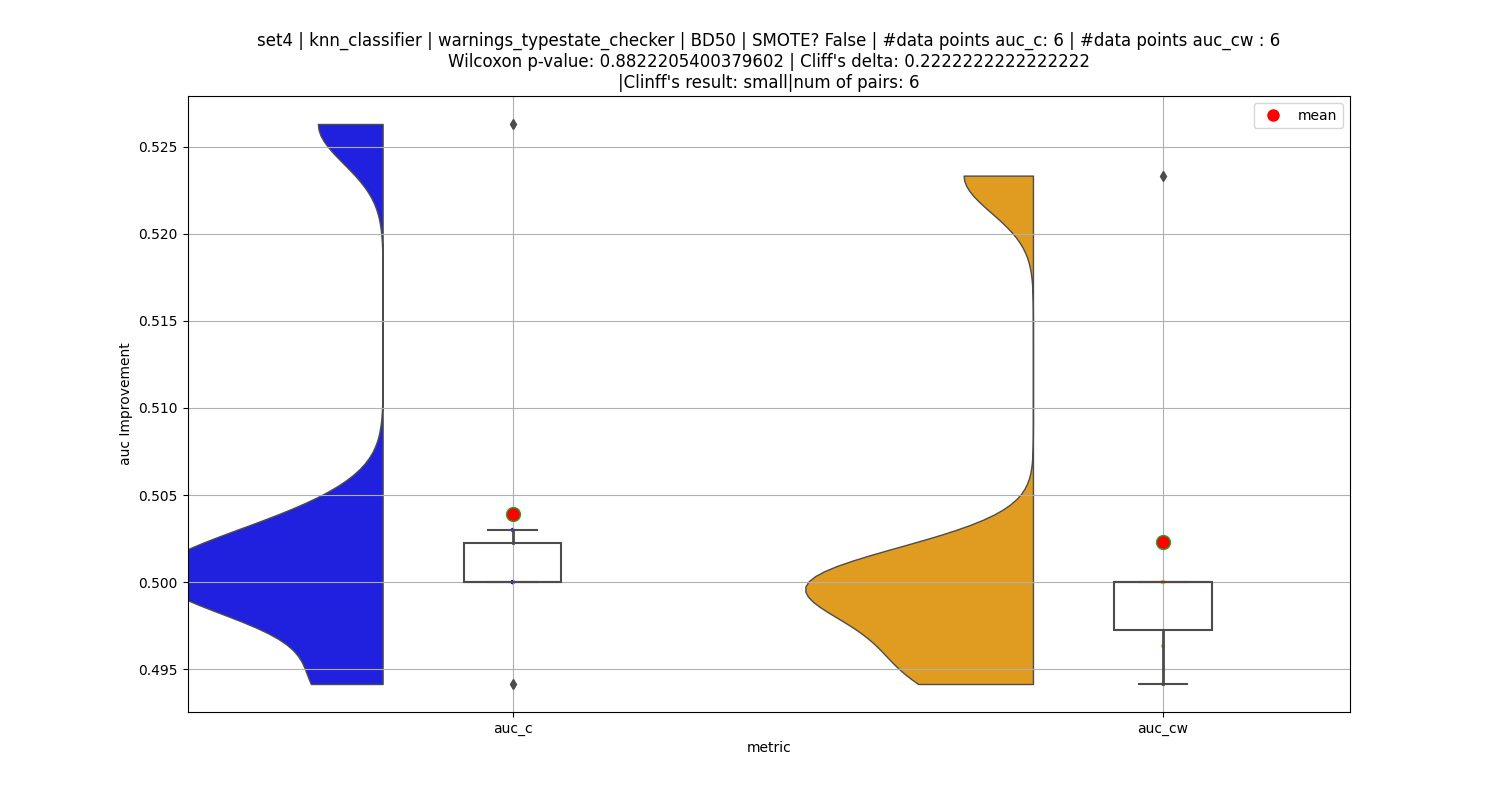 set4 | knn_classifier | warnings_typestate_checker | BD50 | SMOTE? False | #data points auc_c: 6 | #data points auc_cw : 6
Wilcoxon p-value: 0.8822205400379602 | Cliff's delta: 0.2222222222222222
|Clinff's result: small|num of pairs: 6
mean
0.525
0.520
0.515
0.510
0.505
0.500
0.495
auc Improvement
auc_c
auc_cw
metric